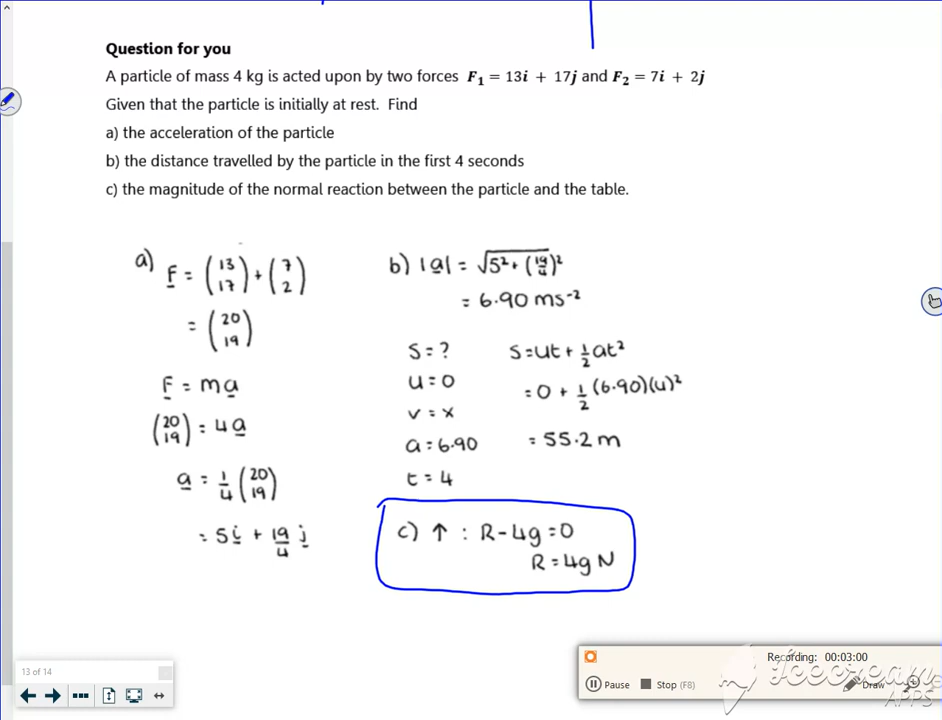 Question for you
A particle of mass 4 kg is acted upon by two forces F₁ = 13i + 17j and F₂ = 7i + 2j
Given that the particle is initially at rest. Find
a) the acceleration of the particle
b) the distance travelled by the particle in the first 4 seconds
c) the magnitude of the normal reaction between the particle and the table.
a) F = (13 17) + (7 2)
= (20 19)
F = ma
(20 19) = 4a
a = 1/4 (20 19)
= 5i + 19/4 j
b) |a| = √5² + (19/4)²
= 6.90 ms⁻²
S = ?
u = 0
v = x
a = 6.90
t = 4
S = ut + 1/2 at²
= 0 + 1/2 (6.90)(4)²
= 55.2 m
c) ↑ : R - 4g = 0
R = 4g N
13 of 14
Recording: 00:03:00
Pause
Stop (F8)
Draw
Icecream
APPS